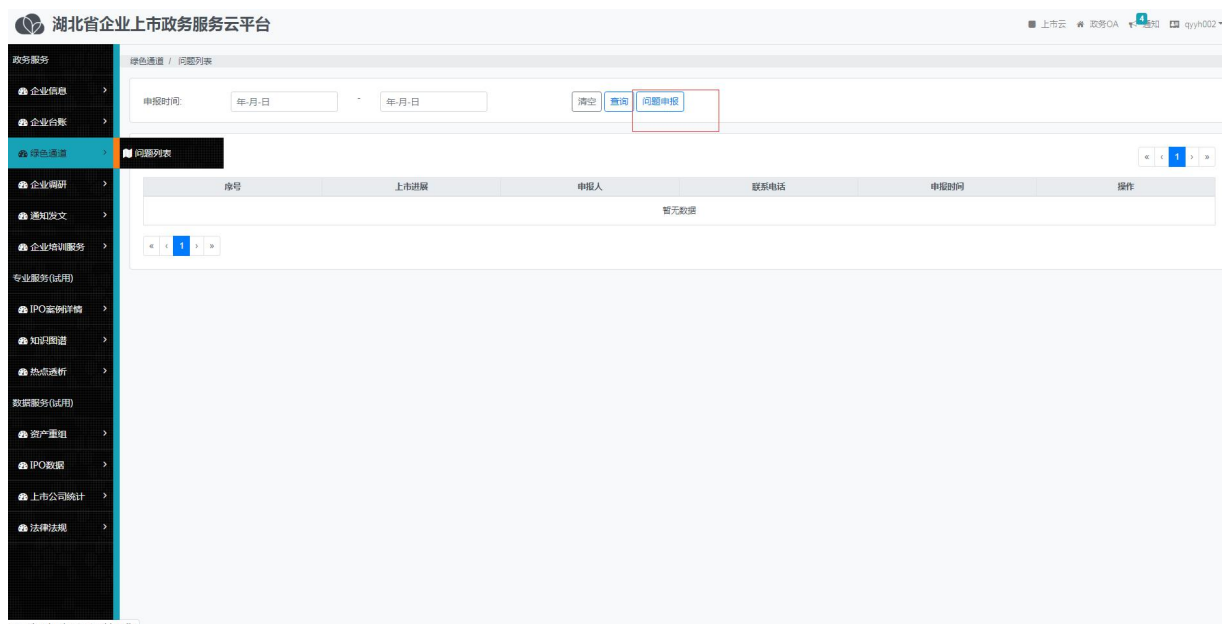 湖北省企业上市政务服务云平台
上市云 政务OA 4 通知 qyyh002
政务服务
绿色通道 / 问题列表
企业信息
申报时间: 年-月-日 - 年-月-日 清空 查询 问题申报
企业台账
绿色通道
问题列表
« ‹ 1 › »
企业调研
序号 上市进展 申报人 联系电话 申报时间 操作
通知发文
暂无数据
企业培训服务
« ‹ 1 › »
专业服务(试用)
IPO案例详情
知识图谱
热点透析
数据服务(试用)
资产重组
IPO数据
上市公司统计
法律法规